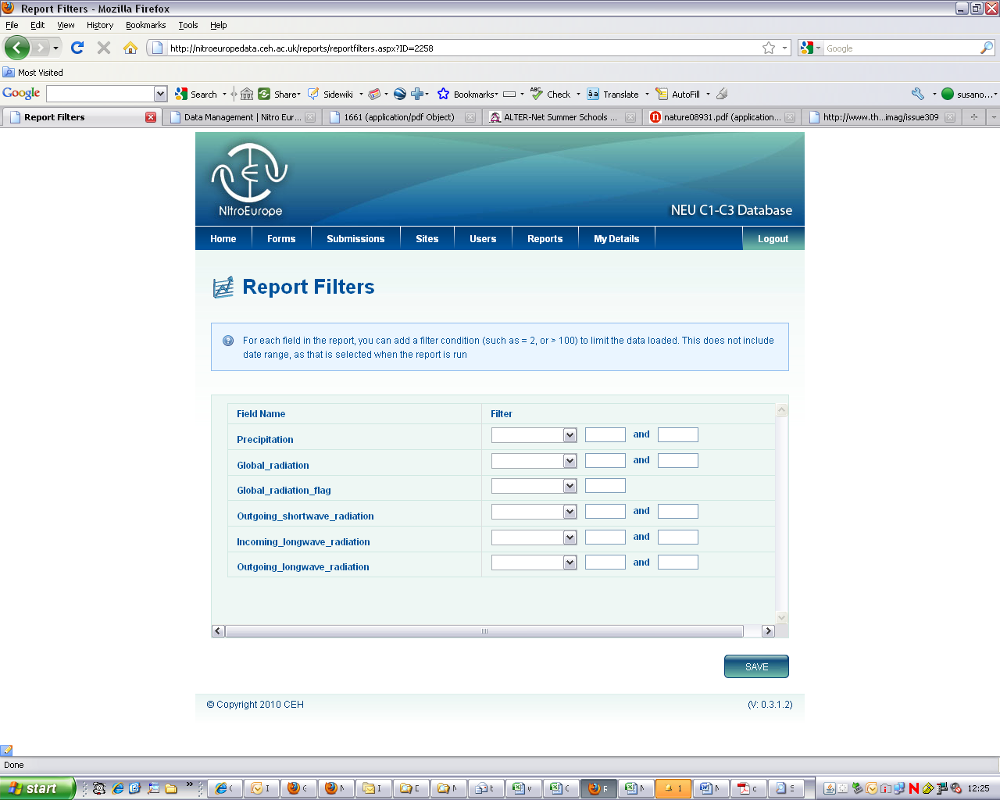 Report Filters - Mozilla Firefox
File Edit View History Bookmarks Tools Help
http://nitroeuropedata.ceh.ac.uk/reports/reportfilters.aspx?ID=2258
Google
Most Visited
Google Search Share Sidewiki Bookmarks ABC Check Translate AutoFill susano...
Report Filters Data Management | Nitro Eur... 1661 (application/pdf Object) ALTER-Net Summer Schools ... nature08931.pdf (application... http://www.th...imag/issue309
NEU
NitroEurope
NEU C1-C3 Database
Home Forms Submissions Sites Users Reports My Details Logout
Report Filters
For each field in the report, you can add a filter condition (such as = 2, or > 100) to limit the data loaded. This does not include
date range, as that is selected when the report is run
Field Name Filter
Precipitation and
Global_radiation and
Global_radiation_flag
Outgoing_shortwave_radiation and
Incoming_longwave_radiation and
Outgoing_longwave_radiation and
SAVE
© Copyright 2010 CEH (V: 0.3.1.2)
Done
start 1 12:25